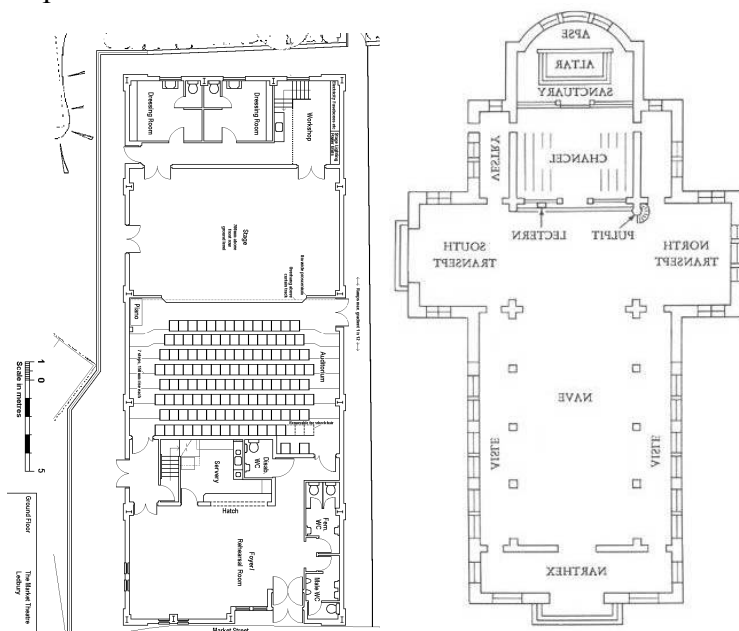 Dressing Room
Dressing Room
Workshop
Stage
Piano
Auditorium
Scale in metres
1
0
5
Servery
Disab. WC
Hatch
Fem. WC
Foyer/
Rehearsal Room
Male WC
Market Street
Ground Floor
The Market Theatre
Ledbury
APSE
ALTAR
SANCTUARY
VESTRY
CHANCEL
LECTERN
PULPIT
SOUTH
TRANSEPT
NORTH
TRANSEPT
NAVE
AISLE
AISLE
NARTHEX